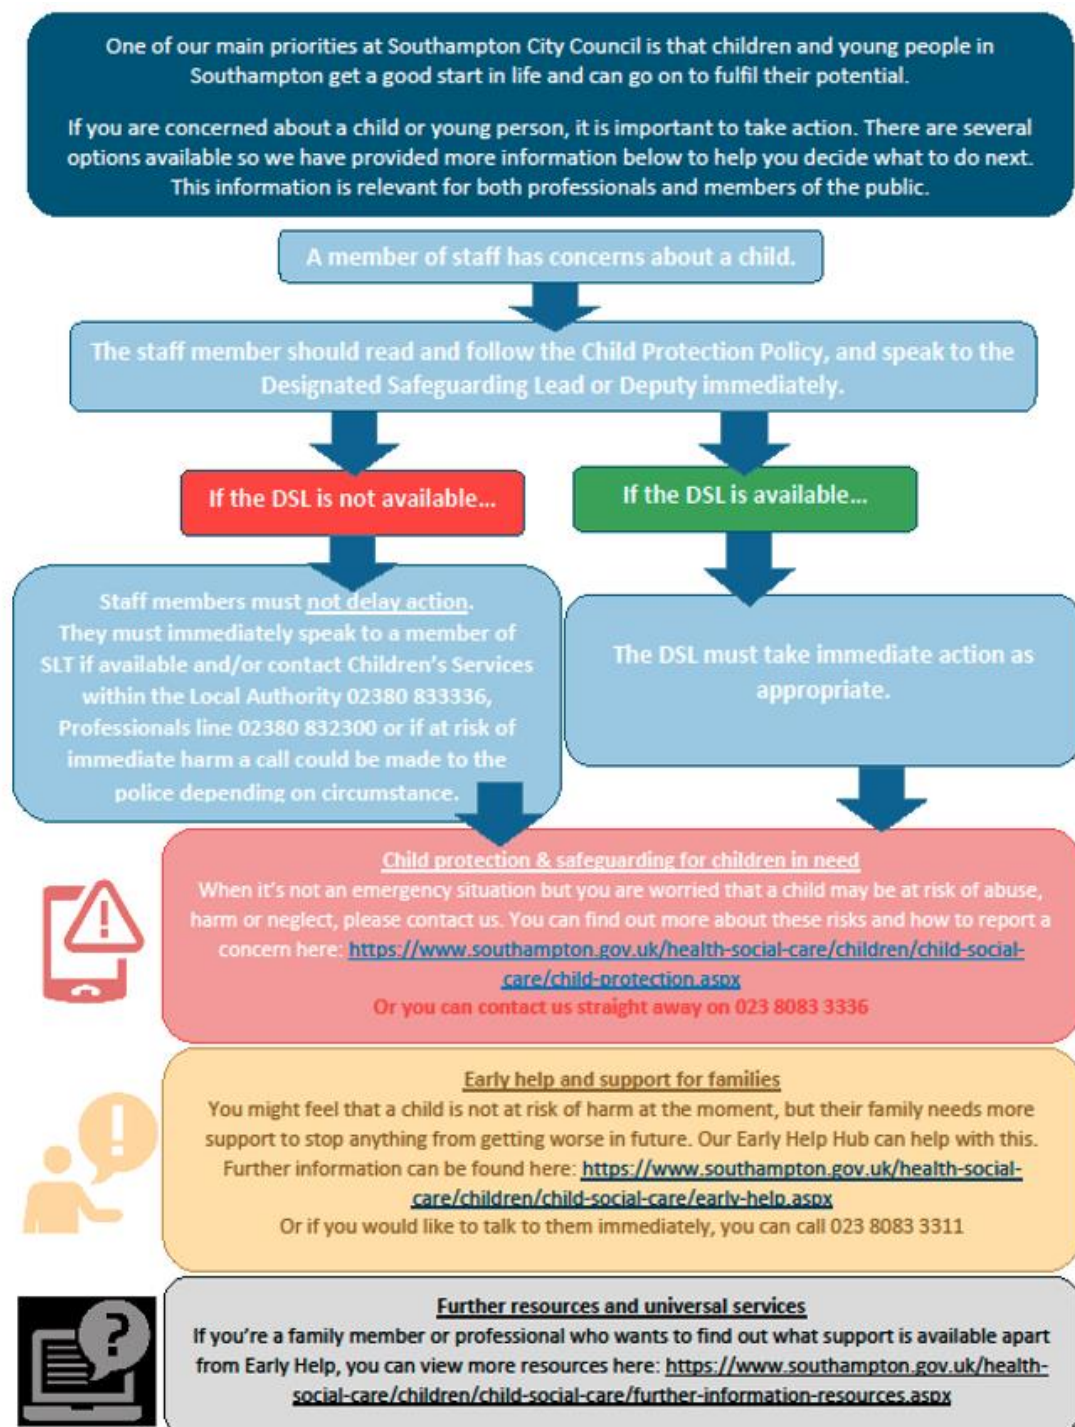 One of our main priorities at Southampton City Council is that children and young people in
Southampton get a good start in life and can go on to fulfil their potential.
If you are concerned about a child or young person, it is important to take action. There are several
options available so we have provided more information below to help you decide what to do next.
This information is relevant for both professionals and members of the public.
A member of staff has concerns about a child.
The staff member should read and follow the Child Protection Policy, and speak to the
Designated Safeguarding Lead or Deputy immediately.
If the DSL is not available...
If the DSL is available...
Staff members must not delay action.
They must immediately speak to a member of
SLT if available and/or contact Children's Services
within the Local Authority 02380 833336,
Professionals line 02380 832300 or if at risk of
immediate harm a call could be made to the
police depending on circumstance.
The DSL must take immediate action as
appropriate.
Child protection & safeguarding for children in need
When it's not an emergency situation but you are worried that a child may be at risk of abuse,
harm or neglect, please contact us. You can find out more about these risks and how to report a
concern here: https://www.southampton.gov.uk/health-social-care/children/child-social-
care/child-protection.aspx
Or you can contact us straight away on 023 8083 3336
Early help and support for families
You might feel that a child is not at risk of harm at the moment, but their family needs more
support to stop anything from getting worse in future. Our Early Help Hub can help with this.
Further information can be found here: https://www.southampton.gov.uk/health-social-
care/children/child-social-care/early-help.aspx
Or if you would like to talk to them immediately, you can call 023 8083 3311
Further resources and universal services
If you're a family member or professional who wants to find out what support is available apart
from Early Help, you can view more resources here: https://www.southampton.gov.uk/health-
social-care/children/child-social-care/further-information-resources.aspx